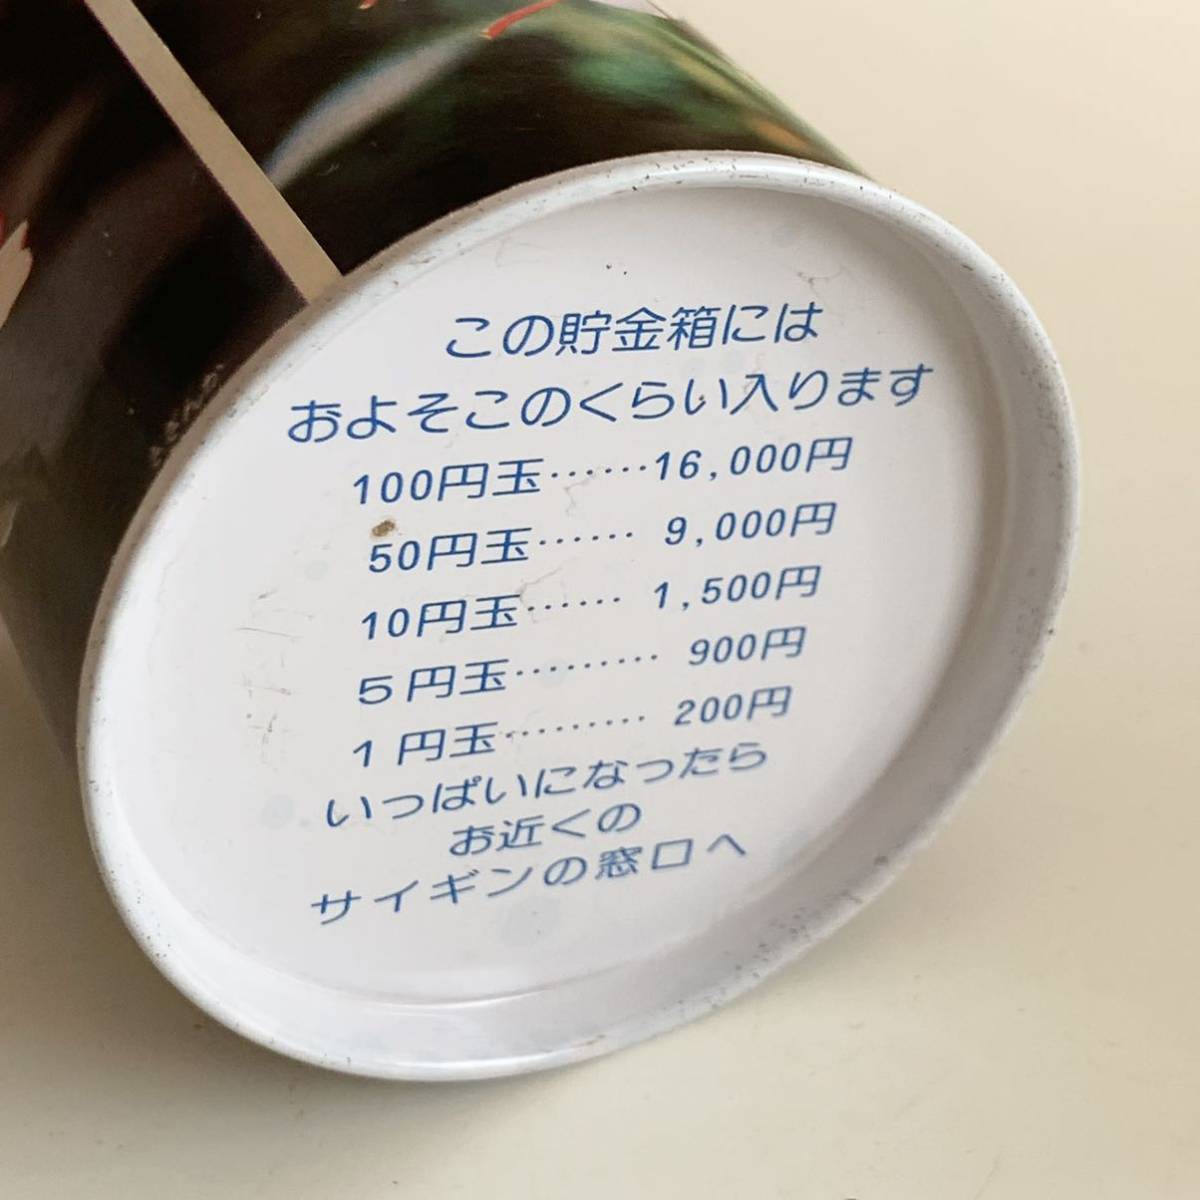 この貯金箱には
およそこのくらい入ります
100円玉……16,000円
50円玉…… 9,000円
10円玉…… 1,500円
5円玉……… 900円
1円玉……… 200円
いっぱいになったら
お近くの
サイギンの窓口へ